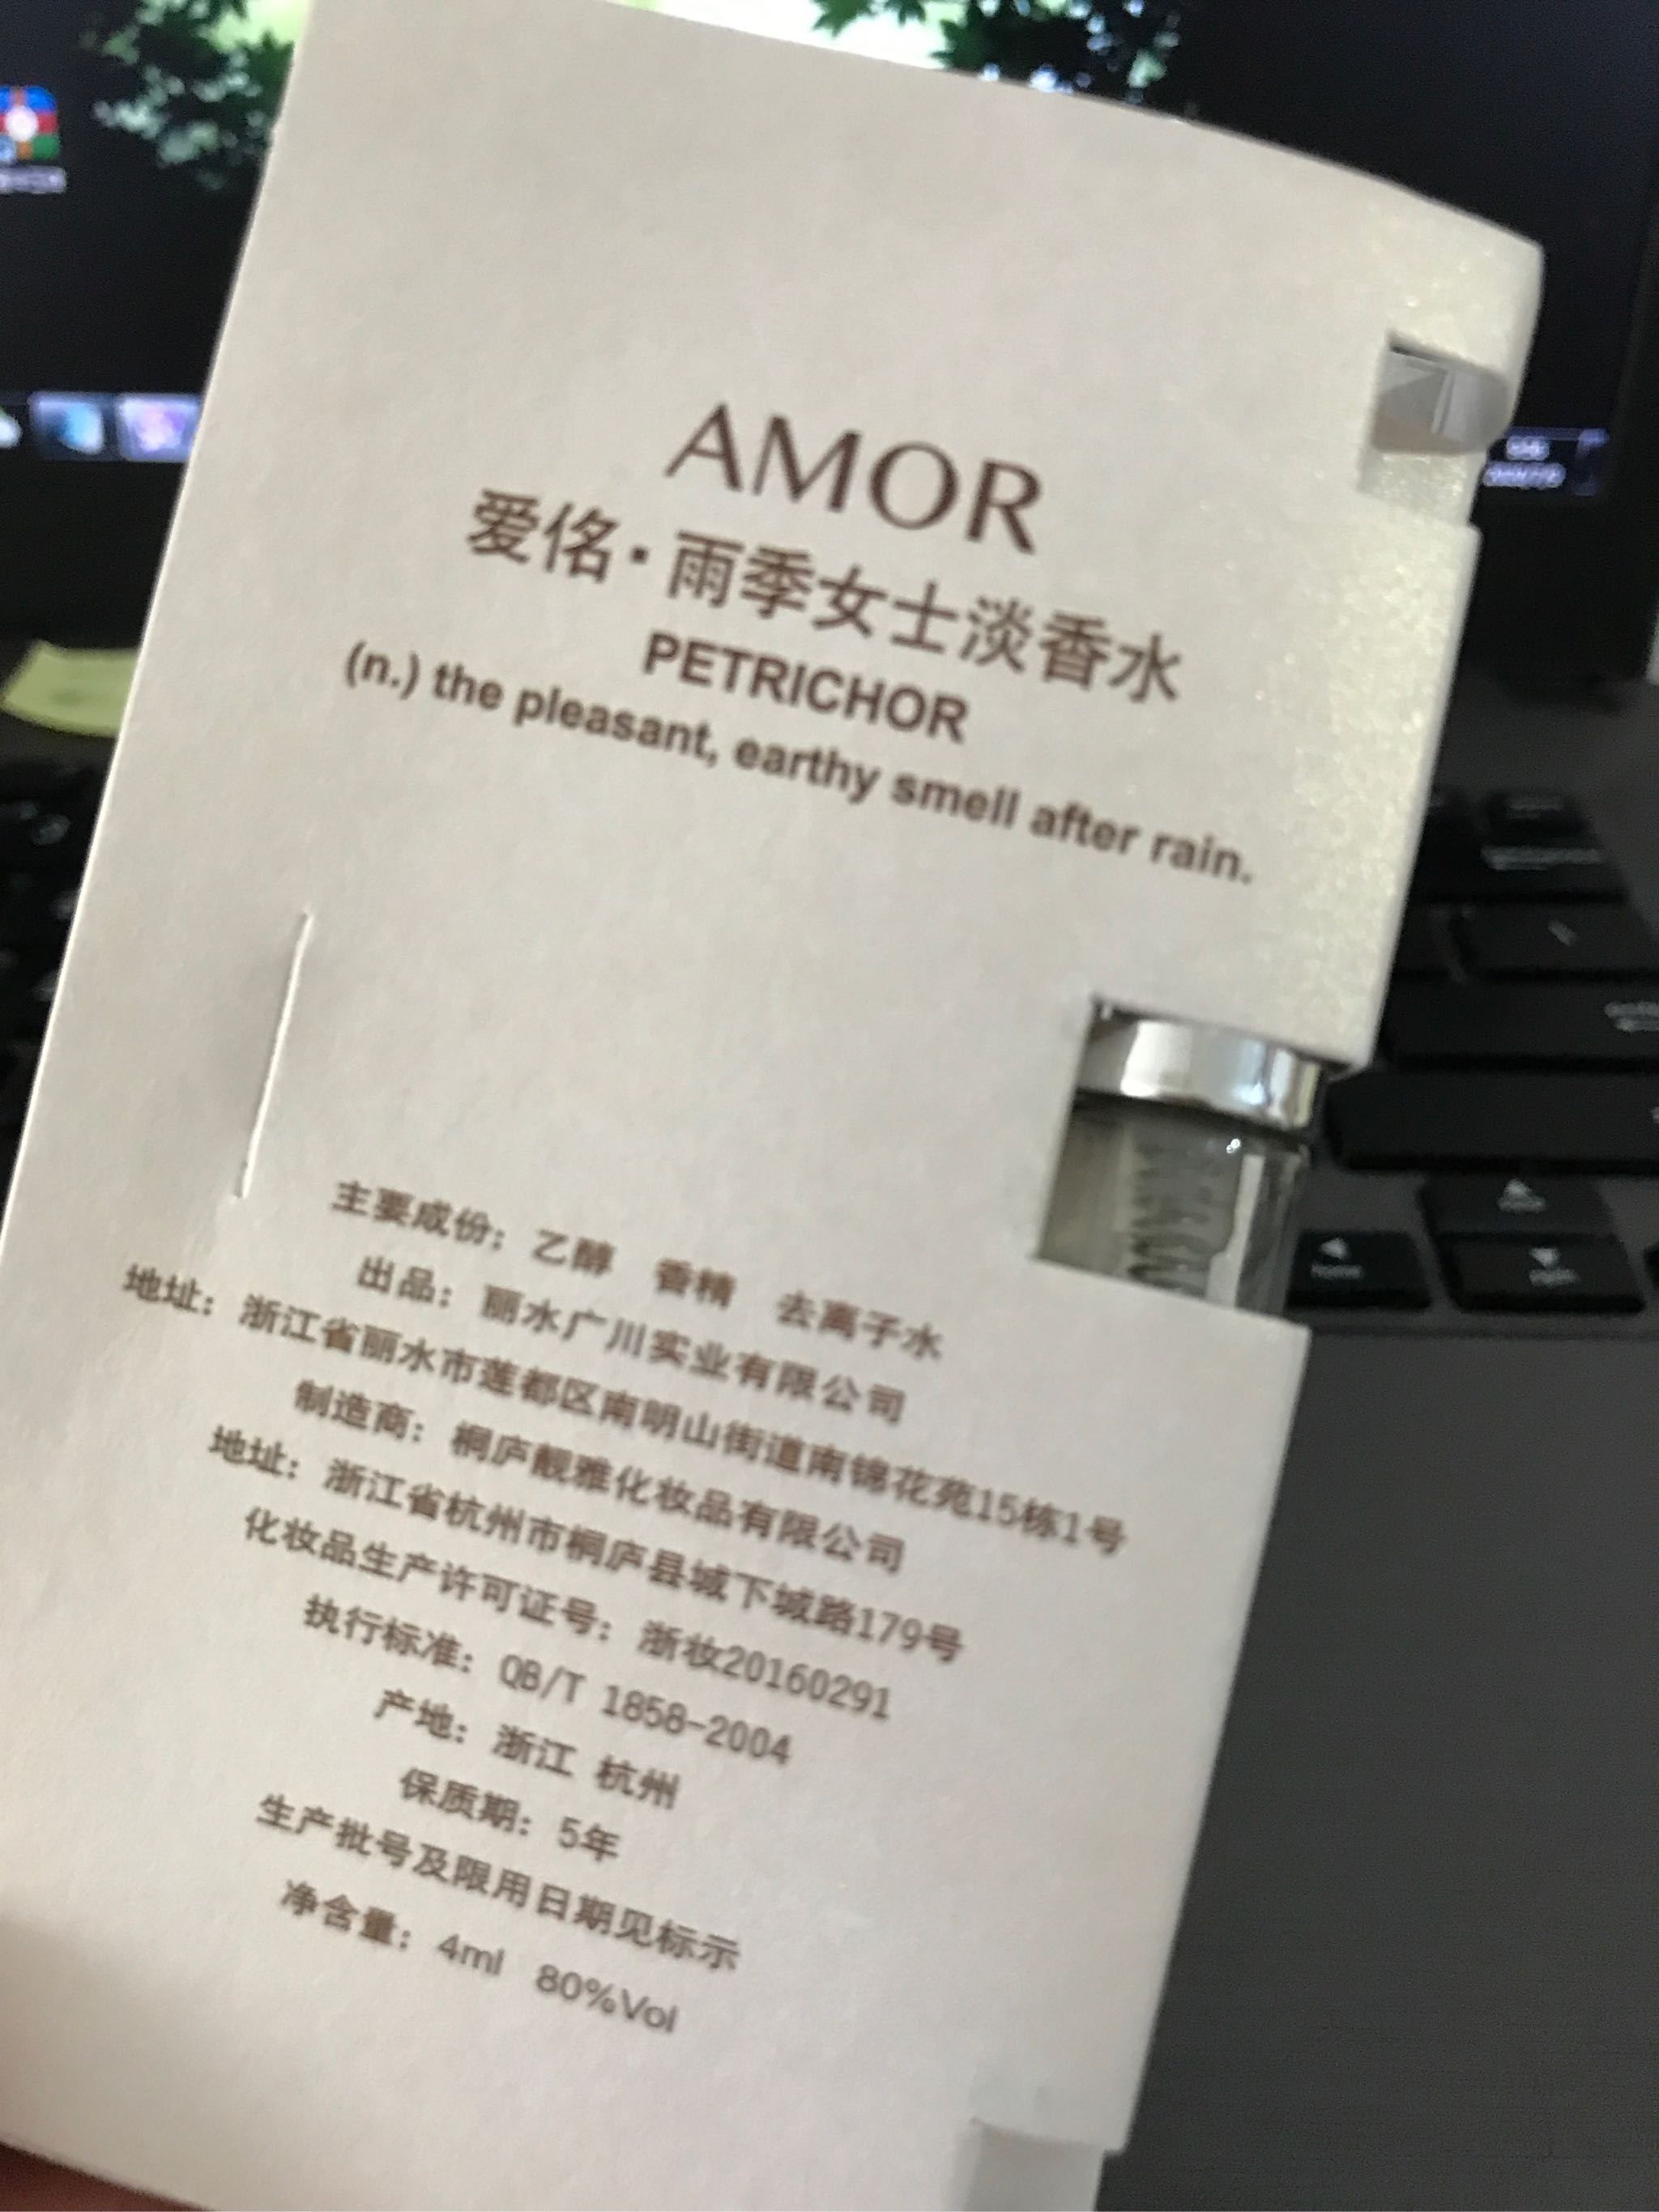 AMOR
爱佲·雨季女士淡香水
PETRICHOR
(n.) the pleasant, earthy smell after rain.
主要成份：乙醇 香精 去离子水
出品：丽水广川实业有限公司
地址：浙江省丽水市莲都区南明山街道南锦花苑15栋1号
制造商：桐庐靓雅化妆品有限公司
地址：浙江省杭州市桐庐县城下城路179号
化妆品生产许可证号：浙妆20160291
执行标准：QB/T 1858-2004
产地：浙江 杭州
保质期：5年
生产批号及限用日期见标示
净含量：4ml 80%Vol
home